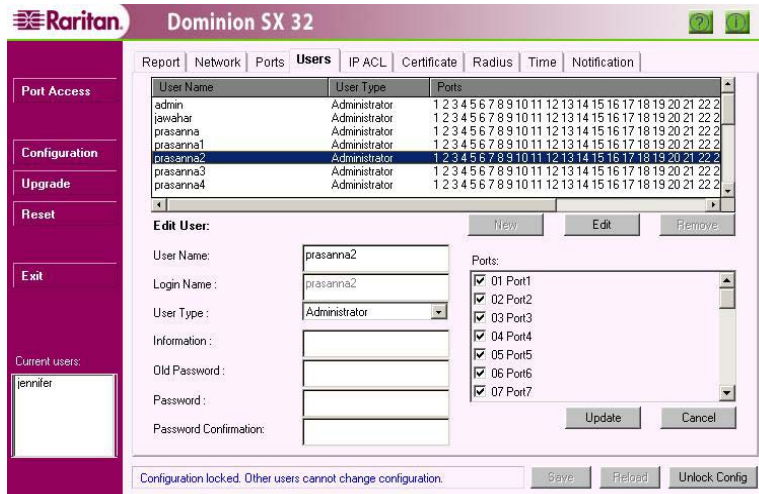 Raritan. Dominion SX 32 ? i
Report Network Ports Users IP ACL Certificate Radius Time Notification
Port Access
Configuration
Upgrade
Reset
Exit
Current users:
jennifer
User Name User Type Ports
admin Administrator 1 2 3 4 5 6 7 8 9 10 11 12 13 14 15 16 17 18 19 20 21 22 2
jawahar Administrator 1 2 3 4 5 6 7 8 9 10 11 12 13 14 15 16 17 18 19 20 21 22 2
prasanna Administrator 1 2 3 4 5 6 7 8 9 10 11 12 13 14 15 16 17 18 19 20 21 22 2
prasanna1 Administrator 1 2 3 4 5 6 7 8 9 10 11 12 13 14 15 16 17 18 19 20 21 22 2
prasanna2 Administrator 1 2 3 4 5 6 7 8 9 10 11 12 13 14 15 16 17 18 19 20 21 22 2
prasanna3 Administrator 1 2 3 4 5 6 7 8 9 10 11 12 13 14 15 16 17 18 19 20 21 22 2
prasanna4 Administrator 1 2 3 4 5 6 7 8 9 10 11 12 13 14 15 16 17 18 19 20 21 22 2
Edit User: New Edit Remove
User Name: prasanna2
Login Name : prasanna2
User Type : Administrator
Information :
Old Password :
Password :
Password Confirmation:
Ports:
01 Port1
02 Port2
03 Port3
04 Port4
05 Port5
06 Port6
07 Port7
Update Cancel
Configuration locked. Other users cannot change configuration. Save Reload Unlock Config